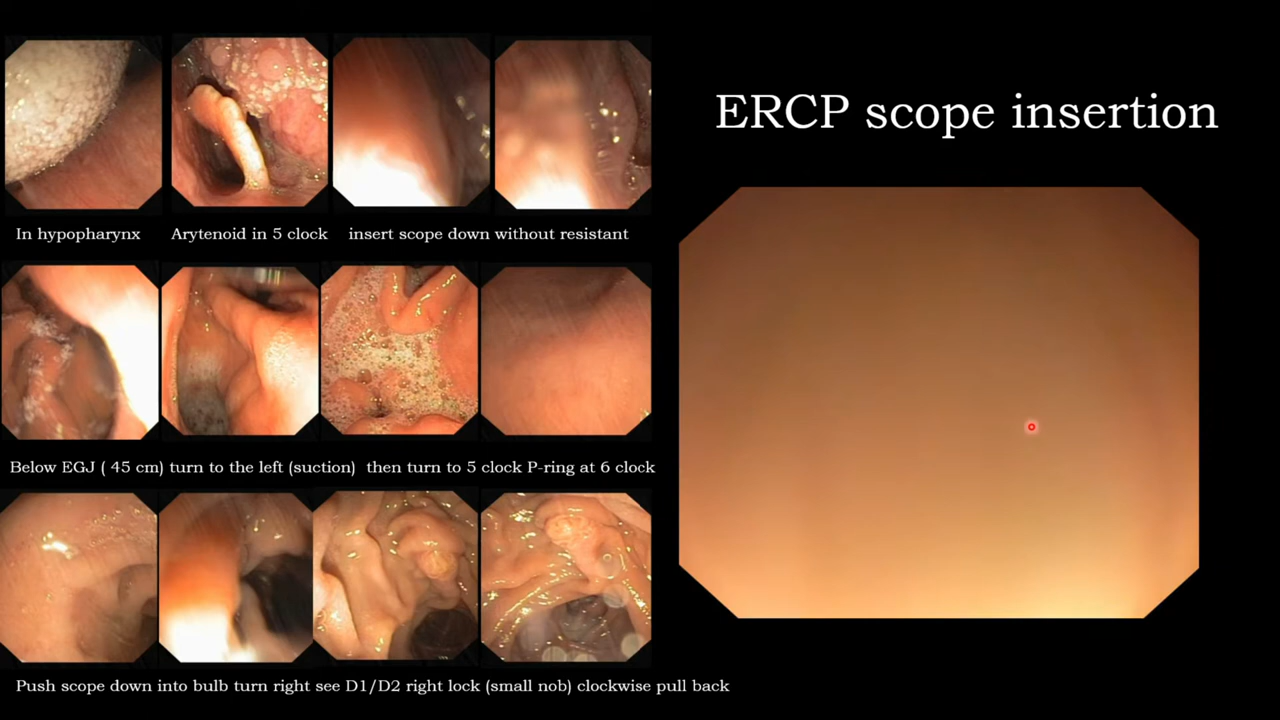 ERCP scope insertion
In hypopharynx
Arytenoid in 5 clock
insert scope down without resistant
Below EGJ ( 45 cm) turn to the left (suction) then turn to 5 clock P-ring at 6 clock
Push scope down into bulb turn right see D1/D2 right lock (small nob) clockwise pull back